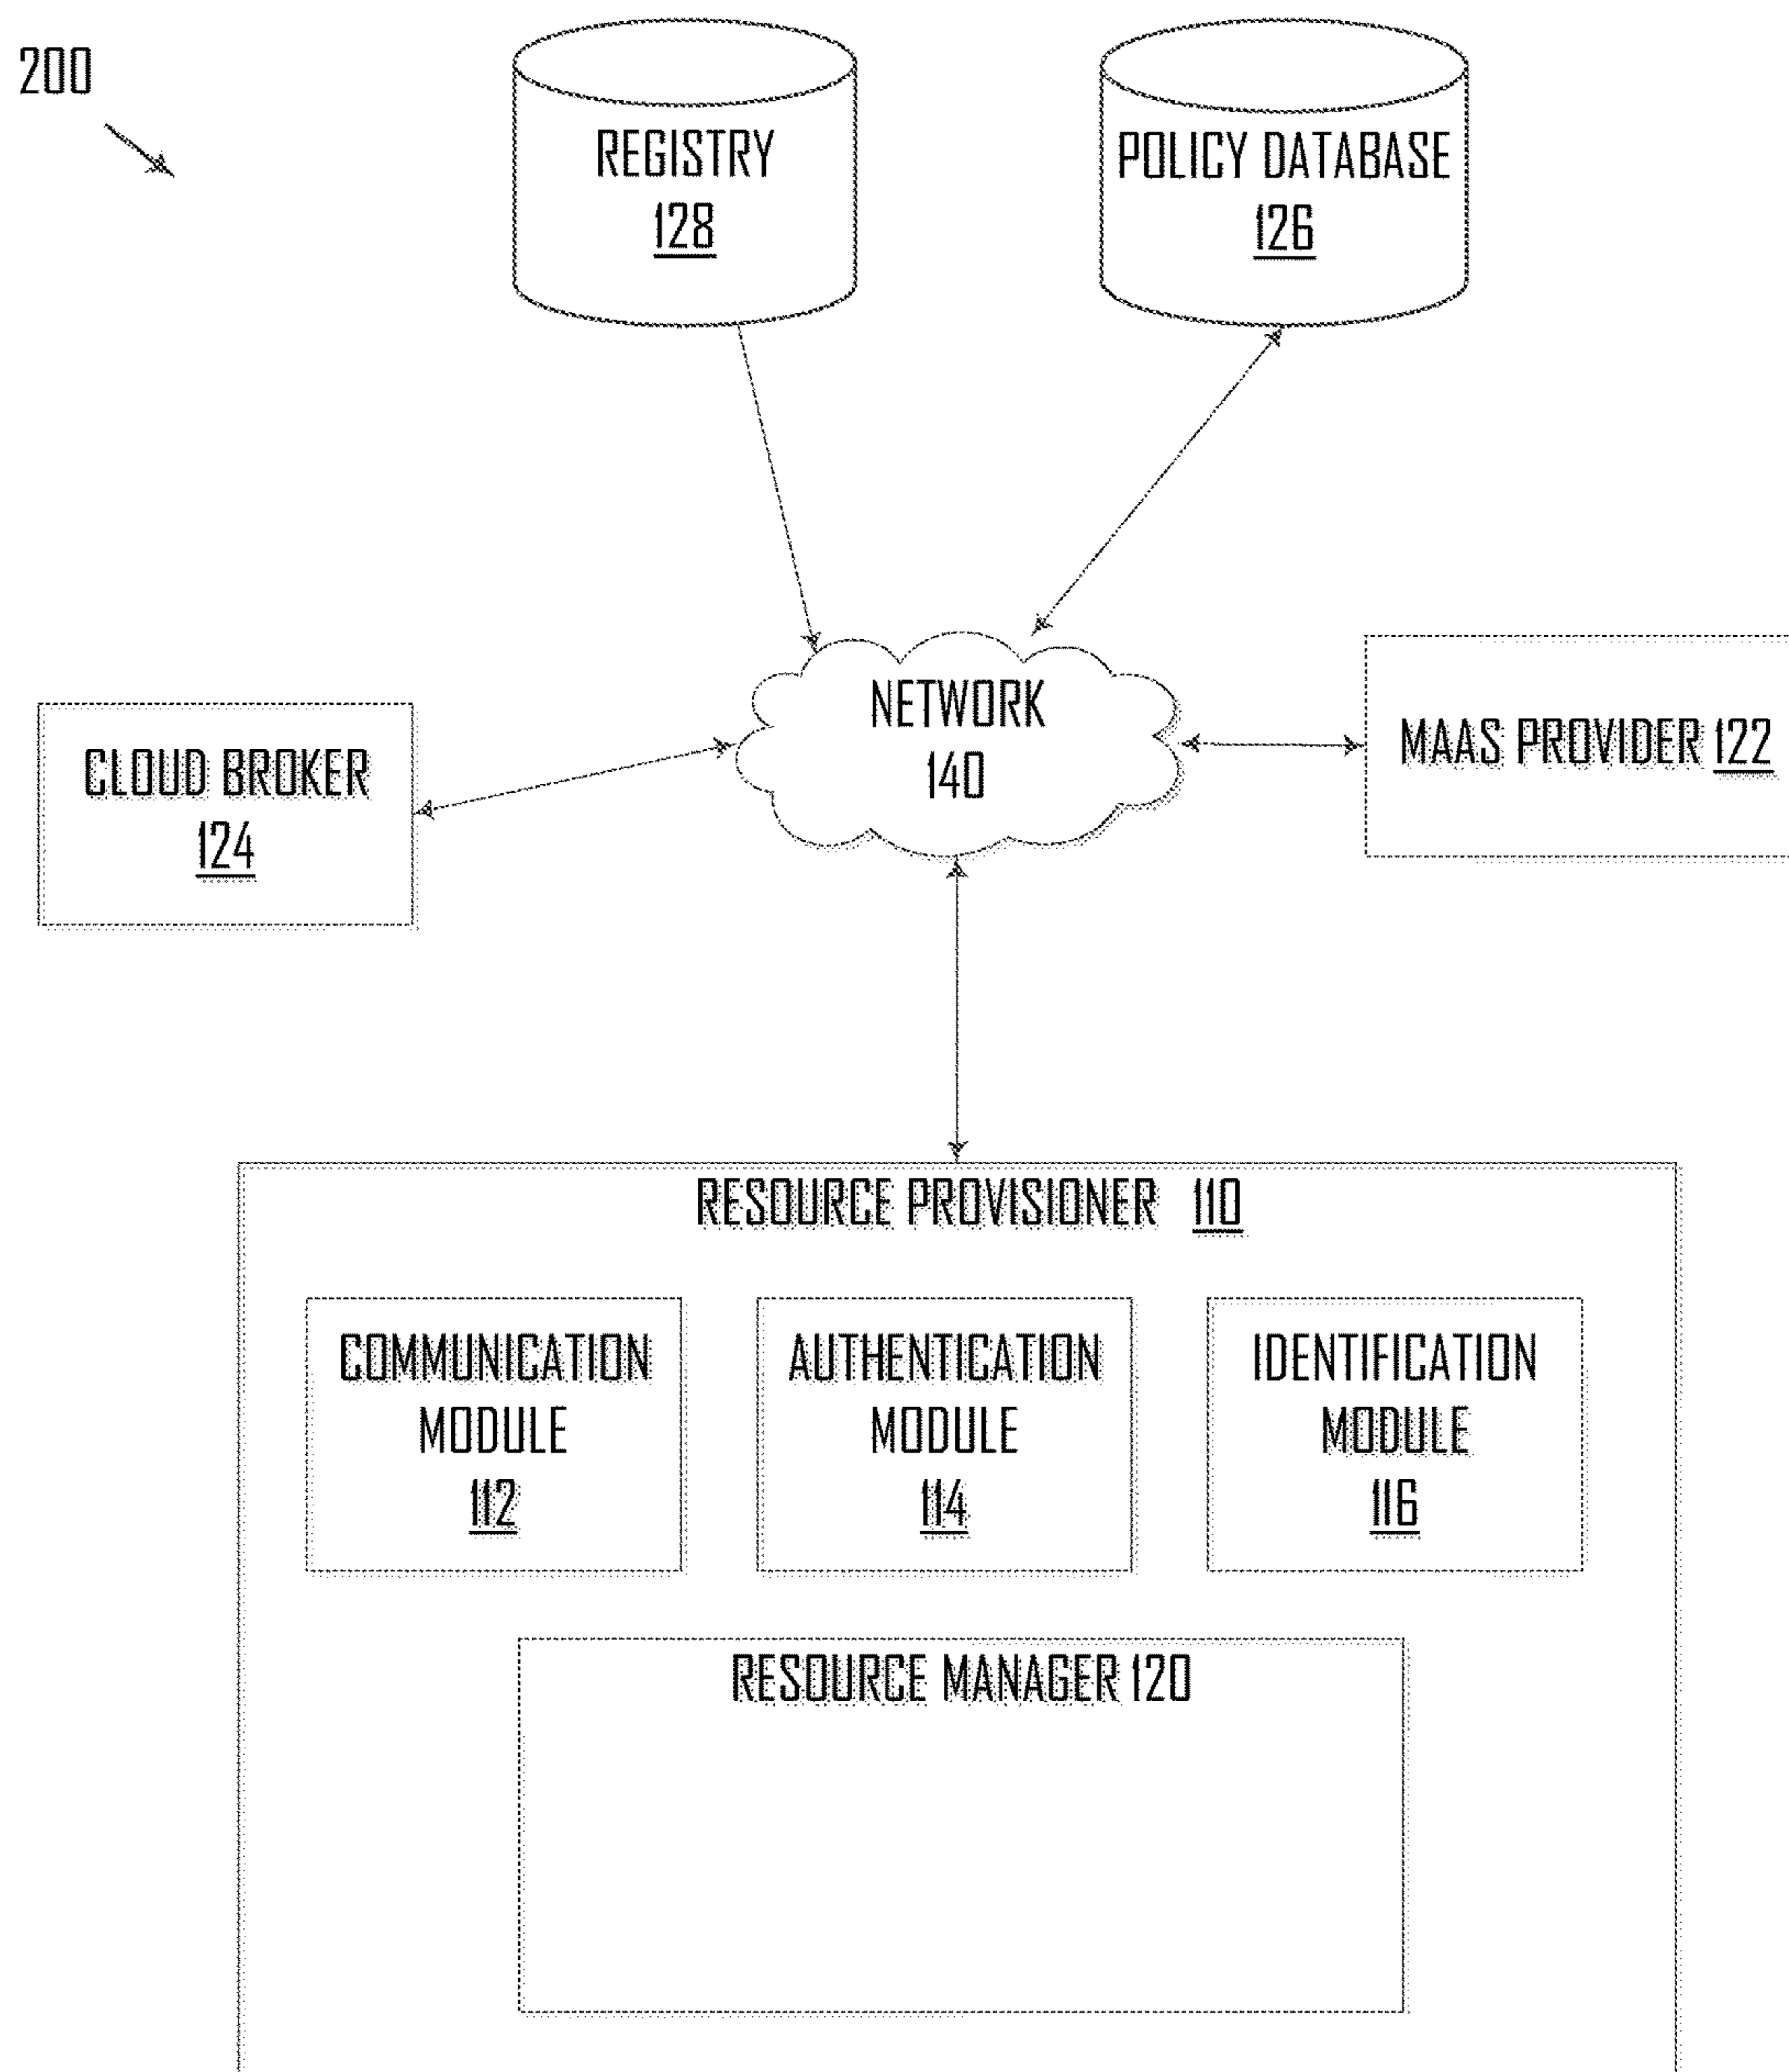 200
REGISTRY
128
POLICY DATABASE
126
NETWORK
140
MAAS PROVIDER 122
CLOUD BROKER
124
RESOURCE PROVISIONER 110
COMMUNICATION
MODULE
112
AUTHENTICATION
MODULE
114
IDENTIFICATION
MODULE
116
RESOURCE MANAGER 120